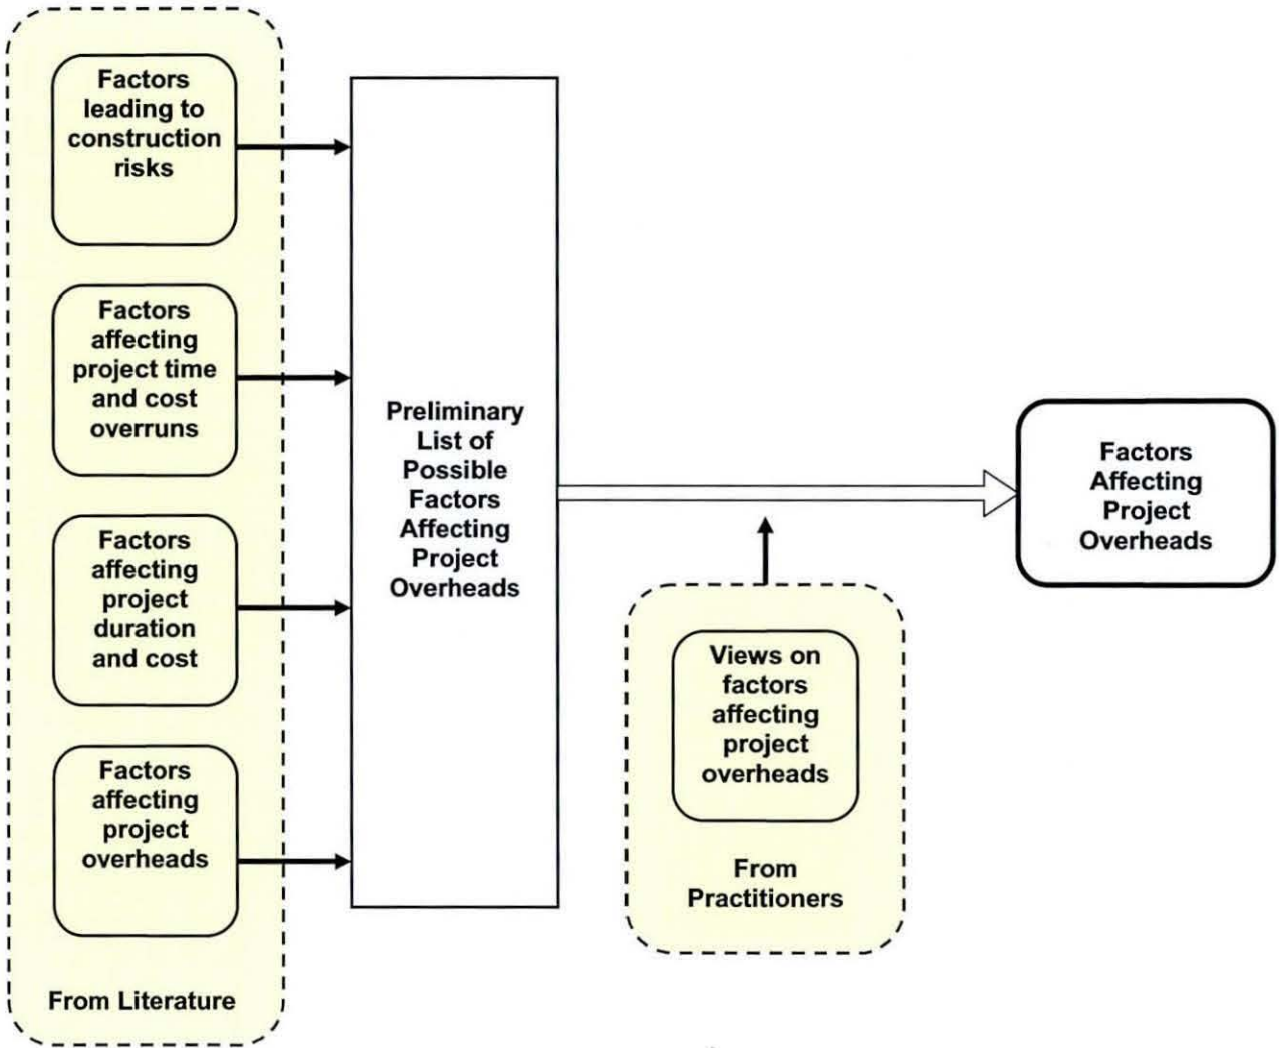 Factors
leading to
construction
risks
Factors
affecting
project time
and cost
overruns
Factors
affecting
project
duration
and cost
Factors
affecting
project
overheads
From Literature
Preliminary
List of
Possible
Factors
Affecting
Project
Overheads
Views on
factors
affecting
project
overheads
From
Practitioners
Factors
Affecting
Project
Overheads